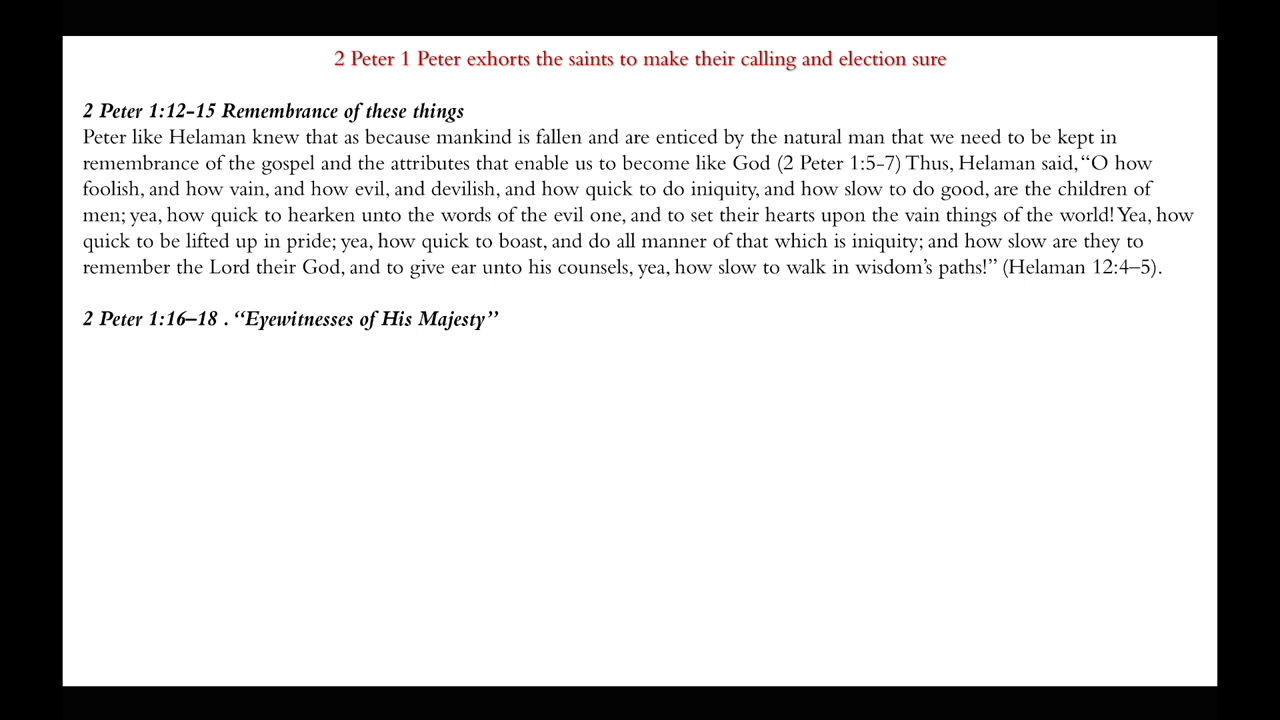 2 Peter 1 Peter exhorts the saints to make their calling and election sure
2 Peter 1:12-15 Remembrance of these things
Peter like Helaman knew that as because mankind is fallen and are enticed by the natural man that we need to be kept in
remembrance of the gospel and the attributes that enable us to become like God (2 Peter 1:5-7) Thus, Helaman said, “O how
foolish, and how vain, and how evil, and devilish, and how quick to do iniquity, and how slow to do good, are the children of
men; yea, how quick to hearken unto the words of the evil one, and to set their hearts upon the vain things of the world! Yea, how
quick to be lifted up in pride; yea, how quick to boast, and do all manner of that which is iniquity; and how slow are they to
remember the Lord their God, and to give ear unto his counsels, yea, how slow to walk in wisdom’s paths!” (Helaman 12:4–5).
2 Peter 1:16–18 . “Eyewitnesses of His Majesty”